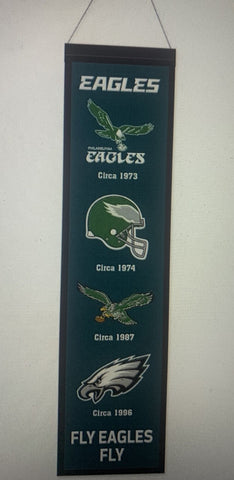 EAGLES
PHILADELPHIA
EAGLES
Circa 1973
Circa 1974
Circa 1987
Circa 1996
FLY EAGLES
FLY